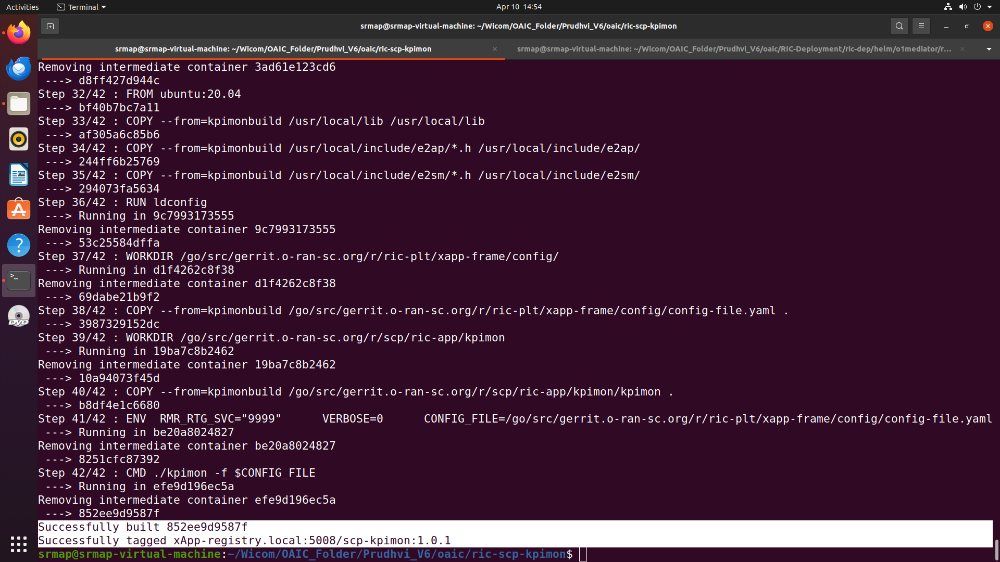 Activities
Terminal
Apr 10 14:54
srmap@srmap-virtual-machine: ~/Wicom/OAIC_Folder/Prudhvi_V6/oaic/ric-scp-kpimon
srmap@srmap-virtual-machine: ~/Wicom/OAIC_Folder/Prudhvi_V6/oaic/ric-scp-kpimon
srmap@srmap-virtual-machine: ~/Wicom/OAIC_Folder/Prudhvi_V6/oaic/RIC-Deployment/ric-dep/helm/o1mediator/r...
Removing intermediate container 3ad61e123cd6
 ---> d8ff427d944c
Step 32/42 : FROM ubuntu:20.04
 ---> bf40b7bc7a11
Step 33/42 : COPY --from=kpimonbuild /usr/local/lib /usr/local/lib
 ---> af305a6c85b6
Step 34/42 : COPY --from=kpimonbuild /usr/local/include/e2ap/*.h /usr/local/include/e2ap/
 ---> 244ff6b25769
Step 35/42 : COPY --from=kpimonbuild /usr/local/include/e2sm/*.h /usr/local/include/e2sm/
 ---> 294073fa5634
Step 36/42 : RUN ldconfig
 ---> Running in 9c7993173555
Removing intermediate container 9c7993173555
 ---> 53c25584dffa
Step 37/42 : WORKDIR /go/src/gerrit.o-ran-sc.org/r/ric-plt/xapp-frame/config/
 ---> Running in d1f4262c8f38
Removing intermediate container d1f4262c8f38
 ---> 69dabe21b9f2
Step 38/42 : COPY --from=kpimonbuild /go/src/gerrit.o-ran-sc.org/r/ric-plt/xapp-frame/config/config-file.yaml .
 ---> 3987329152dc
Step 39/42 : WORKDIR /go/src/gerrit.o-ran-sc.org/r/scp/ric-app/kpimon
 ---> Running in 19ba7c8b2462
Removing intermediate container 19ba7c8b2462
 ---> 10a94073f45d
Step 40/42 : COPY --from=kpimonbuild /go/src/gerrit.o-ran-sc.org/r/scp/ric-app/kpimon/kpimon .
 ---> b8df4e1c6680
Step 41/42 : ENV  RMR_RTG_SVC="9999"      VERBOSE=0      CONFIG_FILE=/go/src/gerrit.o-ran-sc.org/r/ric-plt/xapp-frame/config/config-file.yaml
 ---> Running in be20a8024827
Removing intermediate container be20a8024827
 ---> 8251cfc87392
Step 42/42 : CMD ./kpimon -f $CONFIG_FILE
 ---> Running in efe9d196ec5a
Removing intermediate container efe9d196ec5a
 ---> 852ee9d9587f
Successfully built 852ee9d9587f
Successfully tagged xApp-registry.local:5008/scp-kpimon:1.0.1
srmap@srmap-virtual-machine:~/Wicom/OAIC_Folder/Prudhvi_V6/oaic/ric-scp-kpimon$
DVD